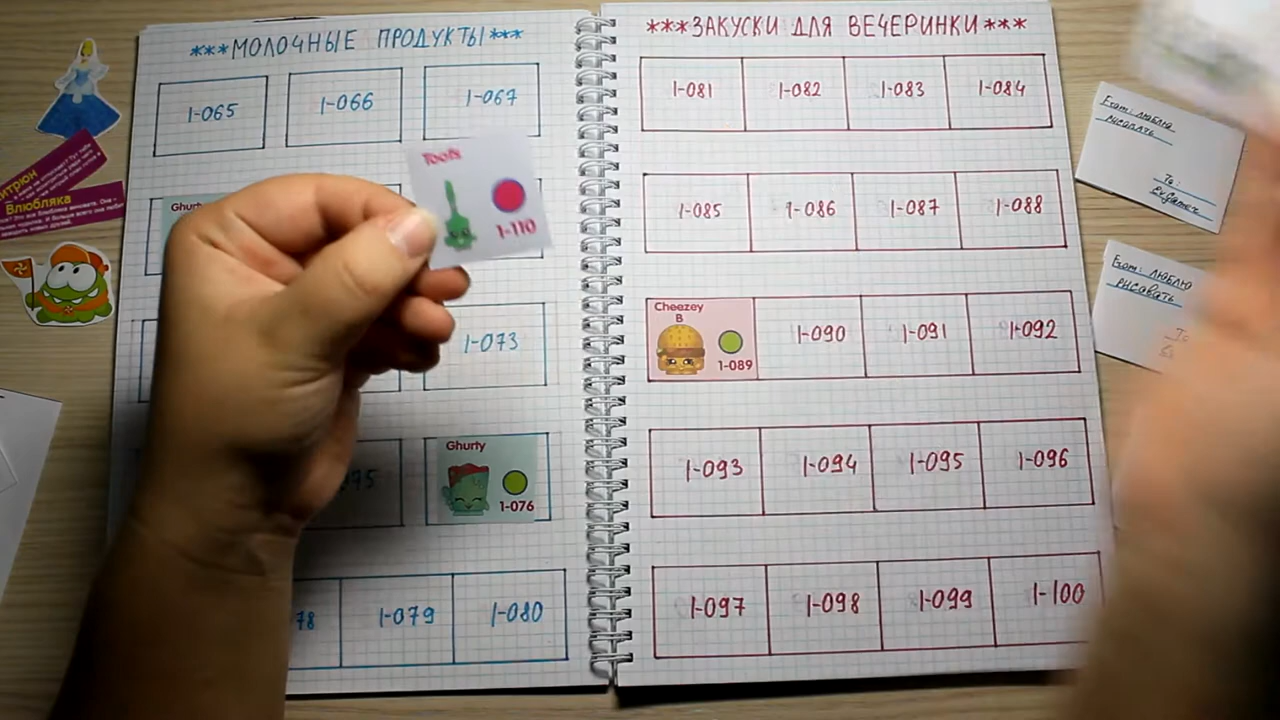 ***МОЛОЧНЫЕ ПРОДУКТЫ***
1-065
1-066
1-067
Ghurty
1-073
Ghurty
1-076
1-079
1-080
Toots
1-110
***ЗАКУСКИ ДЛЯ ВЕЧЕРИНКИ***
1-081
1-082
1-083
1-084
1-085
1-086
1-087
1-088
Cheezey
B
1-089
1-090
1-091
1-092
1-093
1-094
1-095
1-096
1-097
1-098
1-099
1-100
Влюбляка
From: люблю
рисовать
To:
From: люблю
рисовать
To